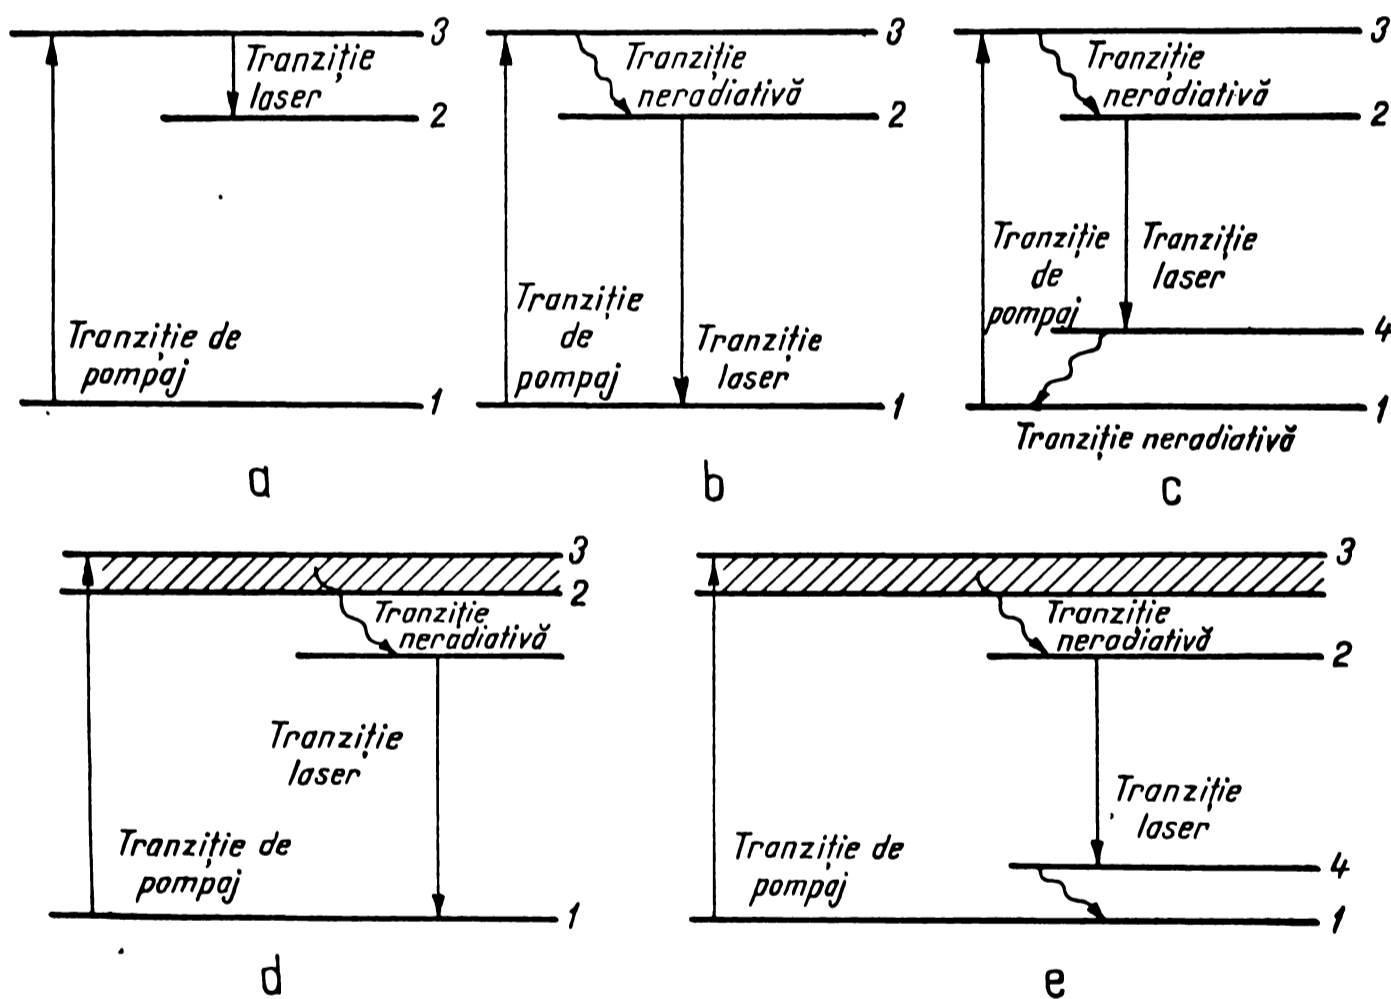 3
Tranziție
laser
2
Tranziție de
pompaj
1
a
3
Tranziție
neradiativă
2
Tranziție
de
pompaj
Tranziție
laser
1
b
3
Tranziție
neradiativă
2
Tranziție
de
pompaj
Tranziție
laser
4
1
Tranziție neradiativă
c
3
2
Tranziție
neradiativă
Tranziție
laser
Tranziție de
pompaj
1
d
3
Tranziție
neradiativă
2
Tranziție
laser
Tranziție de
pompaj
4
1
e